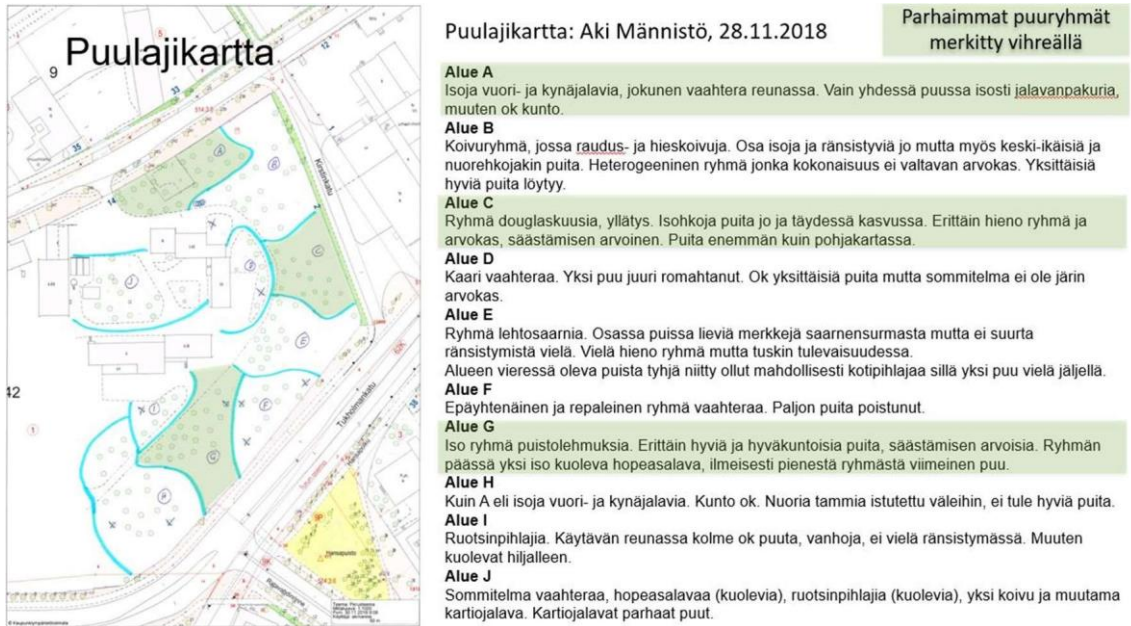 Puulajikartta
9
42
Kirstinkatu
Tukholmankatu
A
B
C
D
E
F
G
H
I
J
35
33
14
12
Puulajikartta: Aki Männistö, 28.11.2018
Parhaimmat puuryhmät
merkitty vihreällä
Alue A
Isoja vuori- ja kynäjalavia, jokunen vaahtera reunassa. Vain yhdessä puussa isosti jalavanpakuria,
muuten ok kunto.
Alue B
Koivuryhmä, jossa raudus- ja hieskoivuja. Osa isoja ja ränsistyviä jo mutta myös keski-ikäisiä ja
nuorehkojakin puita. Heterogeeninen ryhmä jonka kokonaisuus ei valtavan arvokas. Yksittäisiä
hyviä puita löytyy.
Alue C
Ryhmä douglaskuusia, yllätys. Isohkoja puita jo ja täydessä kasvussa. Erittäin hieno ryhmä ja
arvokas, säästämisen arvoinen. Puita enemmän kuin pohjakartassa.
Alue D
Kaari vaahteraa. Yksi puu juuri romahtanut. Ok yksittäisiä puita mutta sommitelma ei ole järin
arvokas.
Alue E
Ryhmä lehtosaarnia. Osassa puissa lieviä merkkejä saarnensurmasta mutta ei suurta
ränsistymistä vielä. Vielä hieno ryhmä mutta tuskin tulevaisuudessa.
Alueen vieressä oleva puista tyhjä niitty ollut mahdollisesti kotipihlajaa sillä yksi puu vielä jäljellä.
Alue F
Epäyhtenäinen ja repaleinen ryhmä vaahteraa. Paljon puita poistunut.
Alue G
Iso ryhmä puistolehmuksia. Erittäin hyviä ja hyväkuntoisia puita, säästämisen arvoisia. Ryhmän
päässä yksi iso kuoleva hopeasalava, ilmeisesti pienestä ryhmästä viimeinen puu.
Alue H
Kuin A eli isoja vuori- ja kynäjalavia. Kunto ok. Nuoria tammia istutettu väleihin, ei tule hyviä puita.
Alue I
Ruotsinpihlajia. Käytävän reunassa kolme ok puuta, vanhoja, ei vielä ränsistymässä. Muuten
kuolevat hiljalleen.
Alue J
Sommitelma vaahteraa, hopeasalavaa (kuolevia), ruotsinpihlajia (kuolevia), yksi koivu ja muutama
kartiojalava. Kartiojalavat parhaat puut.